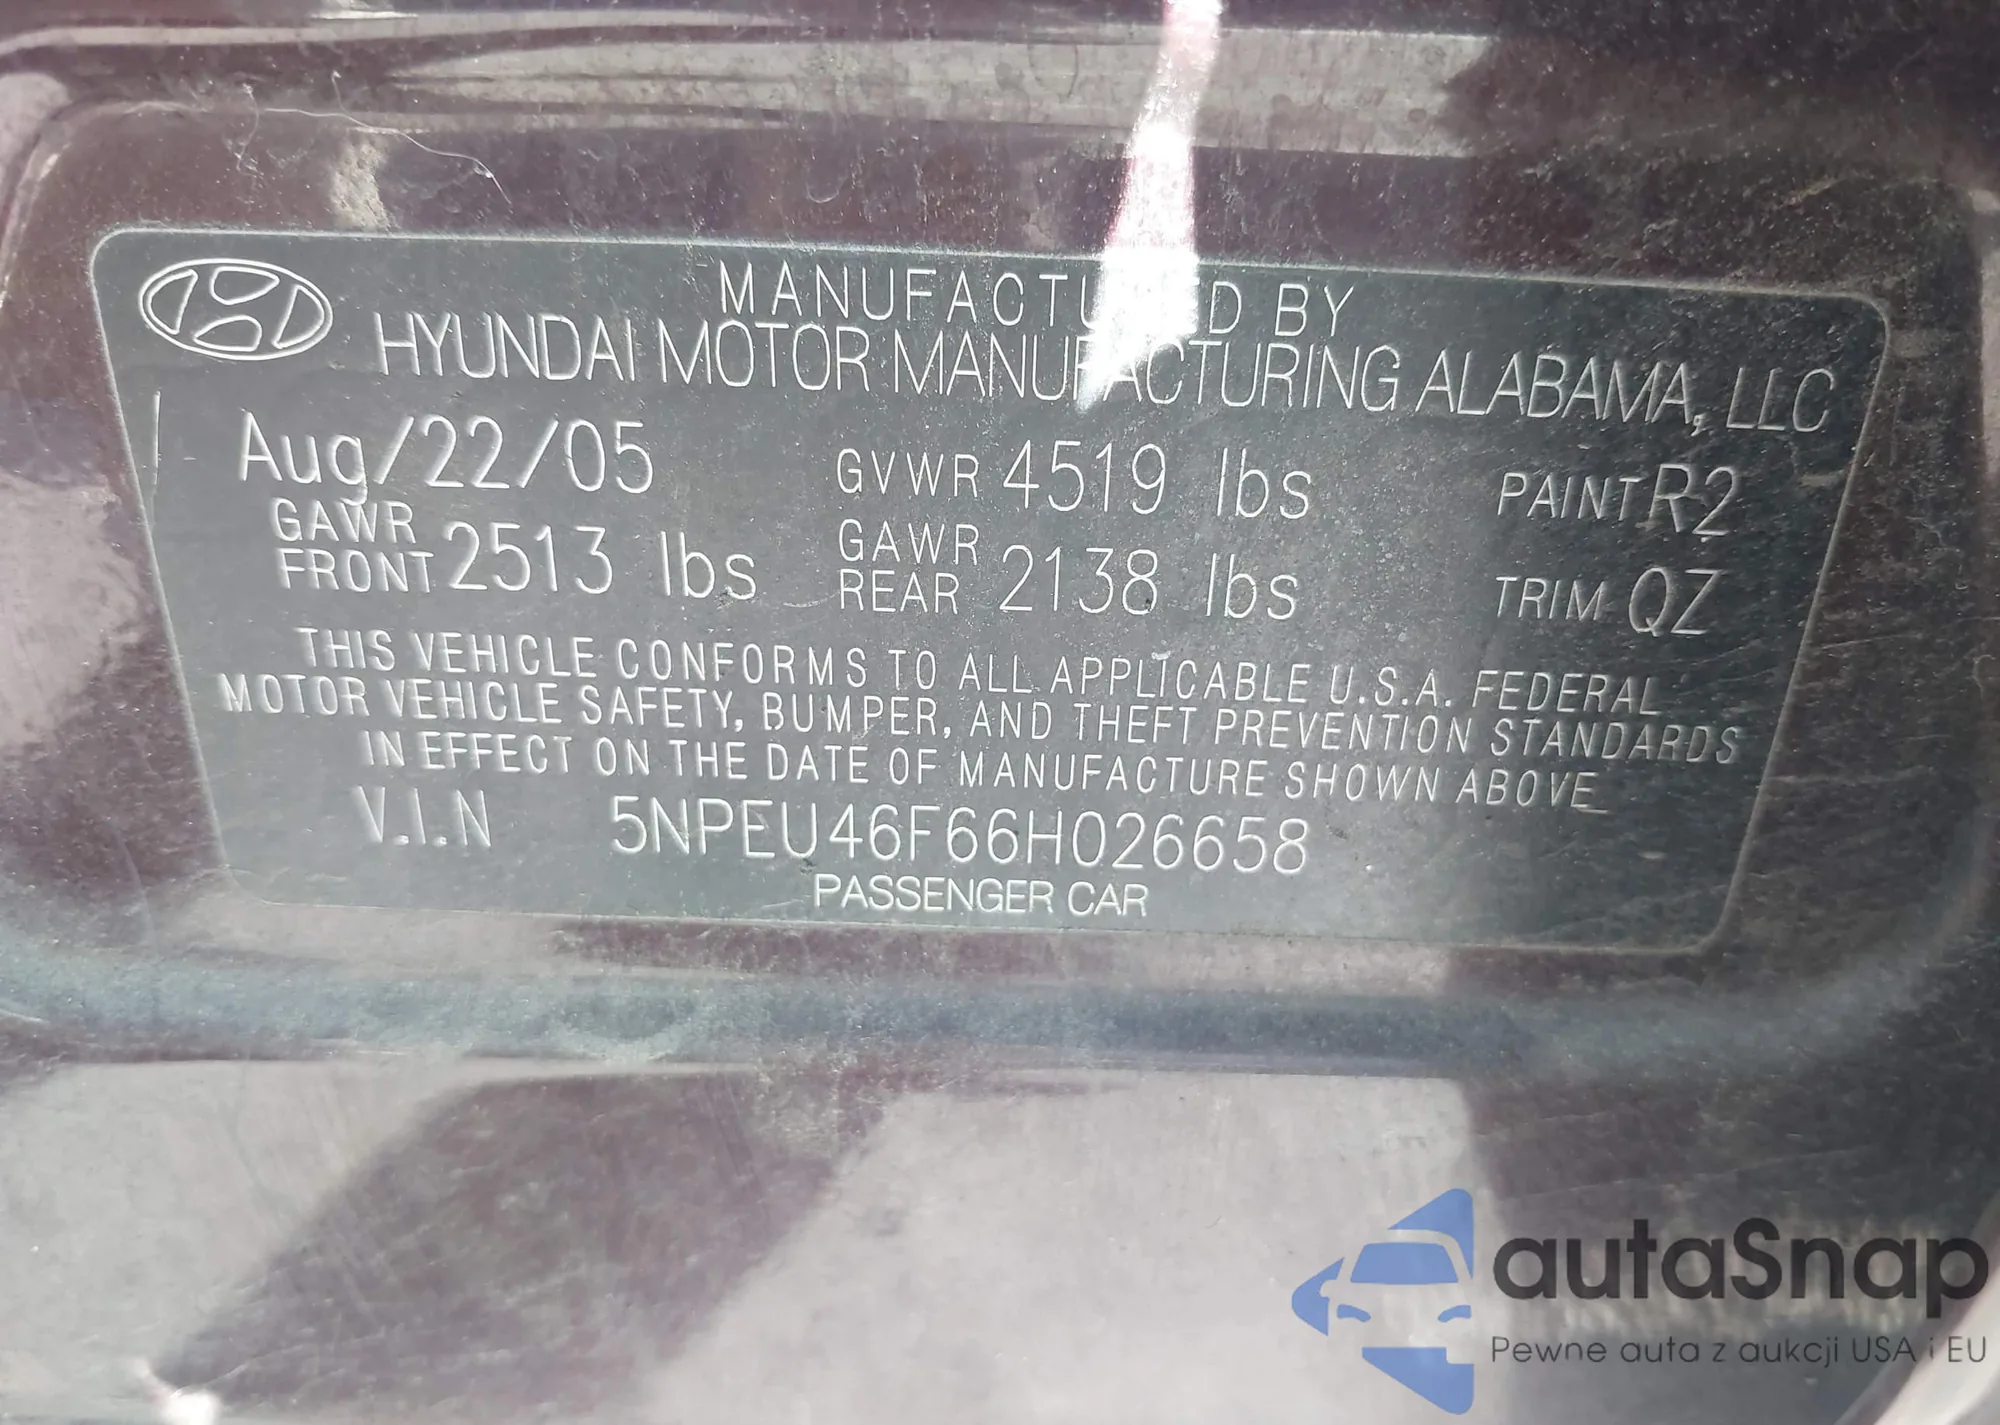 MANUFACTURED BY
HYUNDAI MOTOR MANUFACTURING ALABAMA, LLC
Aug/22/05 GVWR 4519 lbs PAINT R2
GAWR FRONT 2513 lbs GAWR REAR 2138 lbs TRIM QZ
THIS VEHICLE CONFORMS TO ALL APPLICABLE U.S.A. FEDERAL
MOTOR VEHICLE SAFETY, BUMPER, AND THEFT PREVENTION STANDARDS
IN EFFECT ON THE DATE OF MANUFACTURE SHOWN ABOVE
V.I.N 5NPEU46F66H026658
PASSENGER CAR
autaSnap
Pewne auta z aukcji USA i EU